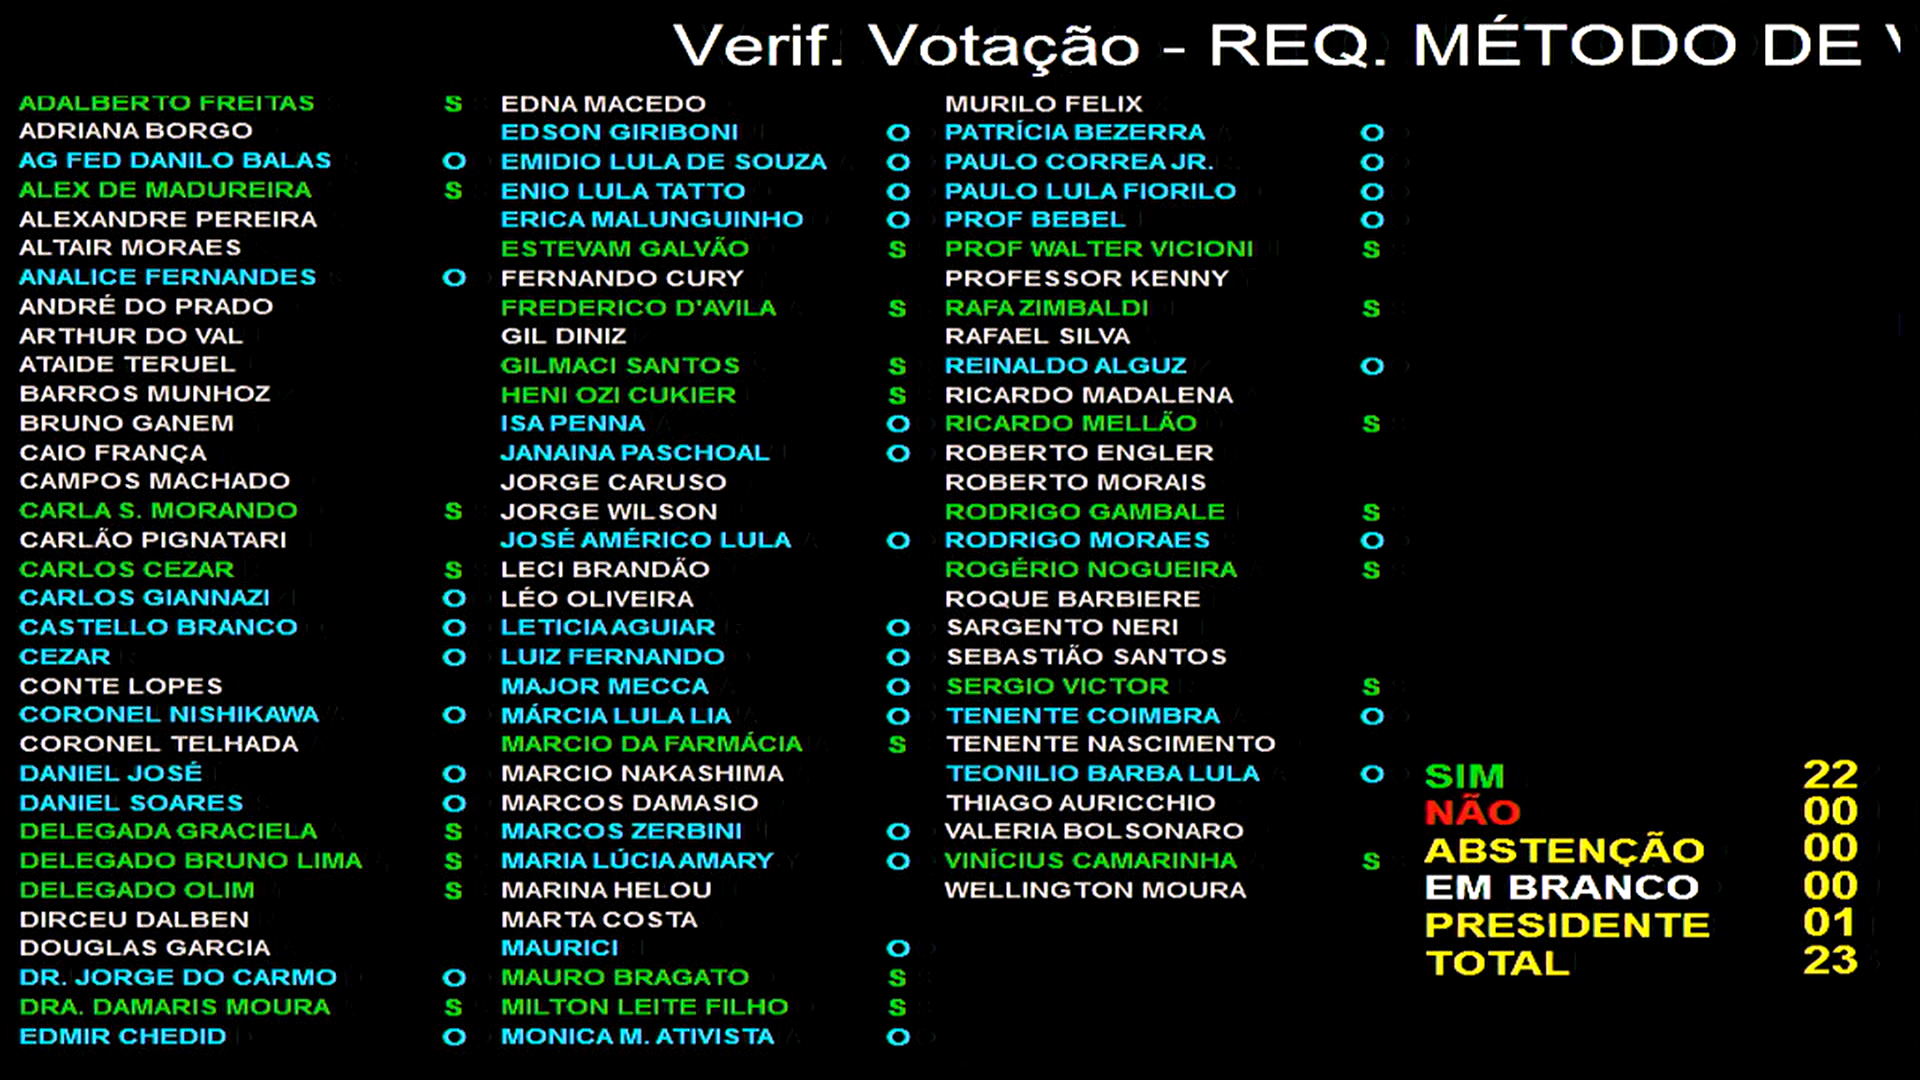 Verif. Votação - REQ. MÉTODO DE
ADALBERTO FREITAS S
ADRIANA BORGO
AG FED DANILO BALAS O
ALEX DE MADUREIRA S
ALEXANDRE PEREIRA
ALTAIR MORAES
ANALICE FERNANDES O
ANDRÉ DO PRADO
ARTHUR DO VAL
ATAIDE TERUEL
BARROS MUNHOZ
BRUNO GANEM
CAIO FRANÇA
CAMPOS MACHADO
CARLA S. MORANDO S
CARLÃO PIGNATARI
CARLOS CEZAR S
CARLOS GIANNAZI O
CASTELLO BRANCO O
CEZAR O
CONTE LOPES
CORONEL NISHIKAWA O
CORONEL TELHADA
DANIEL JOSÉ O
DANIEL SOARES O
DELEGADA GRACIELA S
DELEGADO BRUNO LIMA S
DELEGADO OLIM S
DIRCEU DALBEN
DOUGLAS GARCIA
DR. JORGE DO CARMO O
DRA. DAMARIS MOURA S
EDMIR CHEDID O
EDNA MACEDO
EDSON GIRIBONI O
EMIDIO LULA DE SOUZA O
ENIO LULA TATTO O
ERICA MALUNGUINHO O
ESTEVAM GALVÃO S
FERNANDO CURY
FREDERICO D'AVILA S
GIL DINIZ
GILMACI SANTOS S
HENI OZI CUKIER S
ISA PENNA O
JANAINA PASCHOAL O
JORGE CARUSO
JORGE WILSON
JOSÉ AMÉRICO LULA O
LECI BRANDÃO
LÉO OLIVEIRA
LETICIA AGUIAR O
LUIZ FERNANDO O
MAJOR MECCA O
MÁRCIA LULA LIA O
MARCIO DA FARMÁCIA S
MARCIO NAKASHIMA
MARCOS DAMASIO
MARCOS ZERBINI O
MARIA LÚCIA AMARY O
MARINA HELOU
MARTA COSTA
MAURICI O
MAURO BRAGATO S
MILTON LEITE FILHO S
MONICA M. ATIVISTA O
MURILO FELIX
PATRÍCIA BEZERRA O
PAULO CORREA JR. O
PAULO LULA FIORILO O
PROF BEBEL O
PROF WALTER VICIONI S
PROFESSOR KENNY
RAFA ZIMBALDI S
RAFAEL SILVA
REINALDO ALGUZ O
RICARDO MADALENA
RICARDO MELLÃO S
ROBERTO ENGLER
ROBERTO MORAIS
RODRIGO GAMBALE S
RODRIGO MORAES O
ROGÉRIO NOGUEIRA S
ROQUE BARBIERE
SARGENTO NERI
SEBASTIÃO SANTOS
SERGIO VICTOR S
TENENTE COIMBRA O
TENENTE NASCIMENTO
TEONILIO BARBA LULA O
THIAGO AURICCHIO
VALERIA BOLSONARO
VINÍCIUS CAMARINHA S
WELLINGTON MOURA
SIM 22
NÃO 00
ABSTENÇÃO 00
EM BRANCO 00
PRESIDENTE 01
TOTAL 23